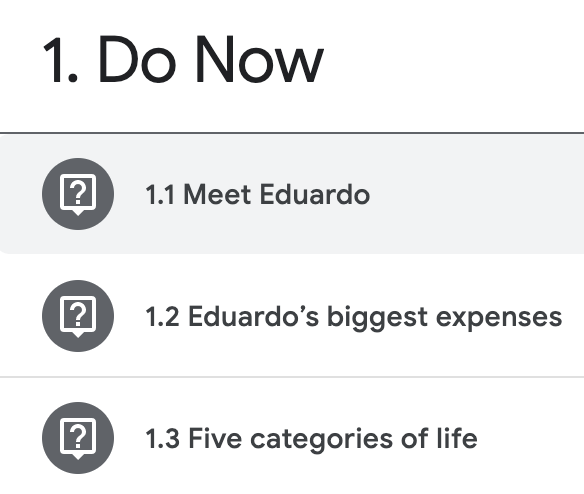 1. Do Now
1.1 Meet Eduardo
1.2 Eduardo’s biggest expenses
1.3 Five categories of life